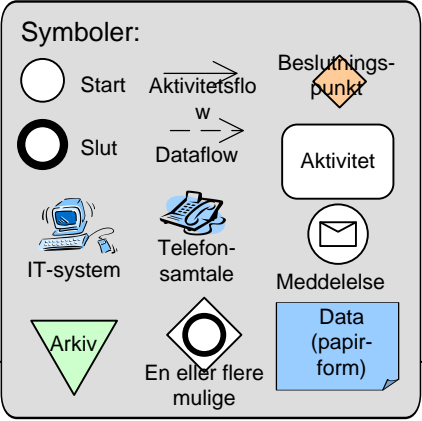 Symboler:
Start
Aktivitetsflo
w
Beslutnings-
punkt
Slut
Dataflow
Aktivitet
IT-system
Telefon-
samtale
Meddelelse
Arkiv
En eller flere
mulige
Data
(papir-
form)